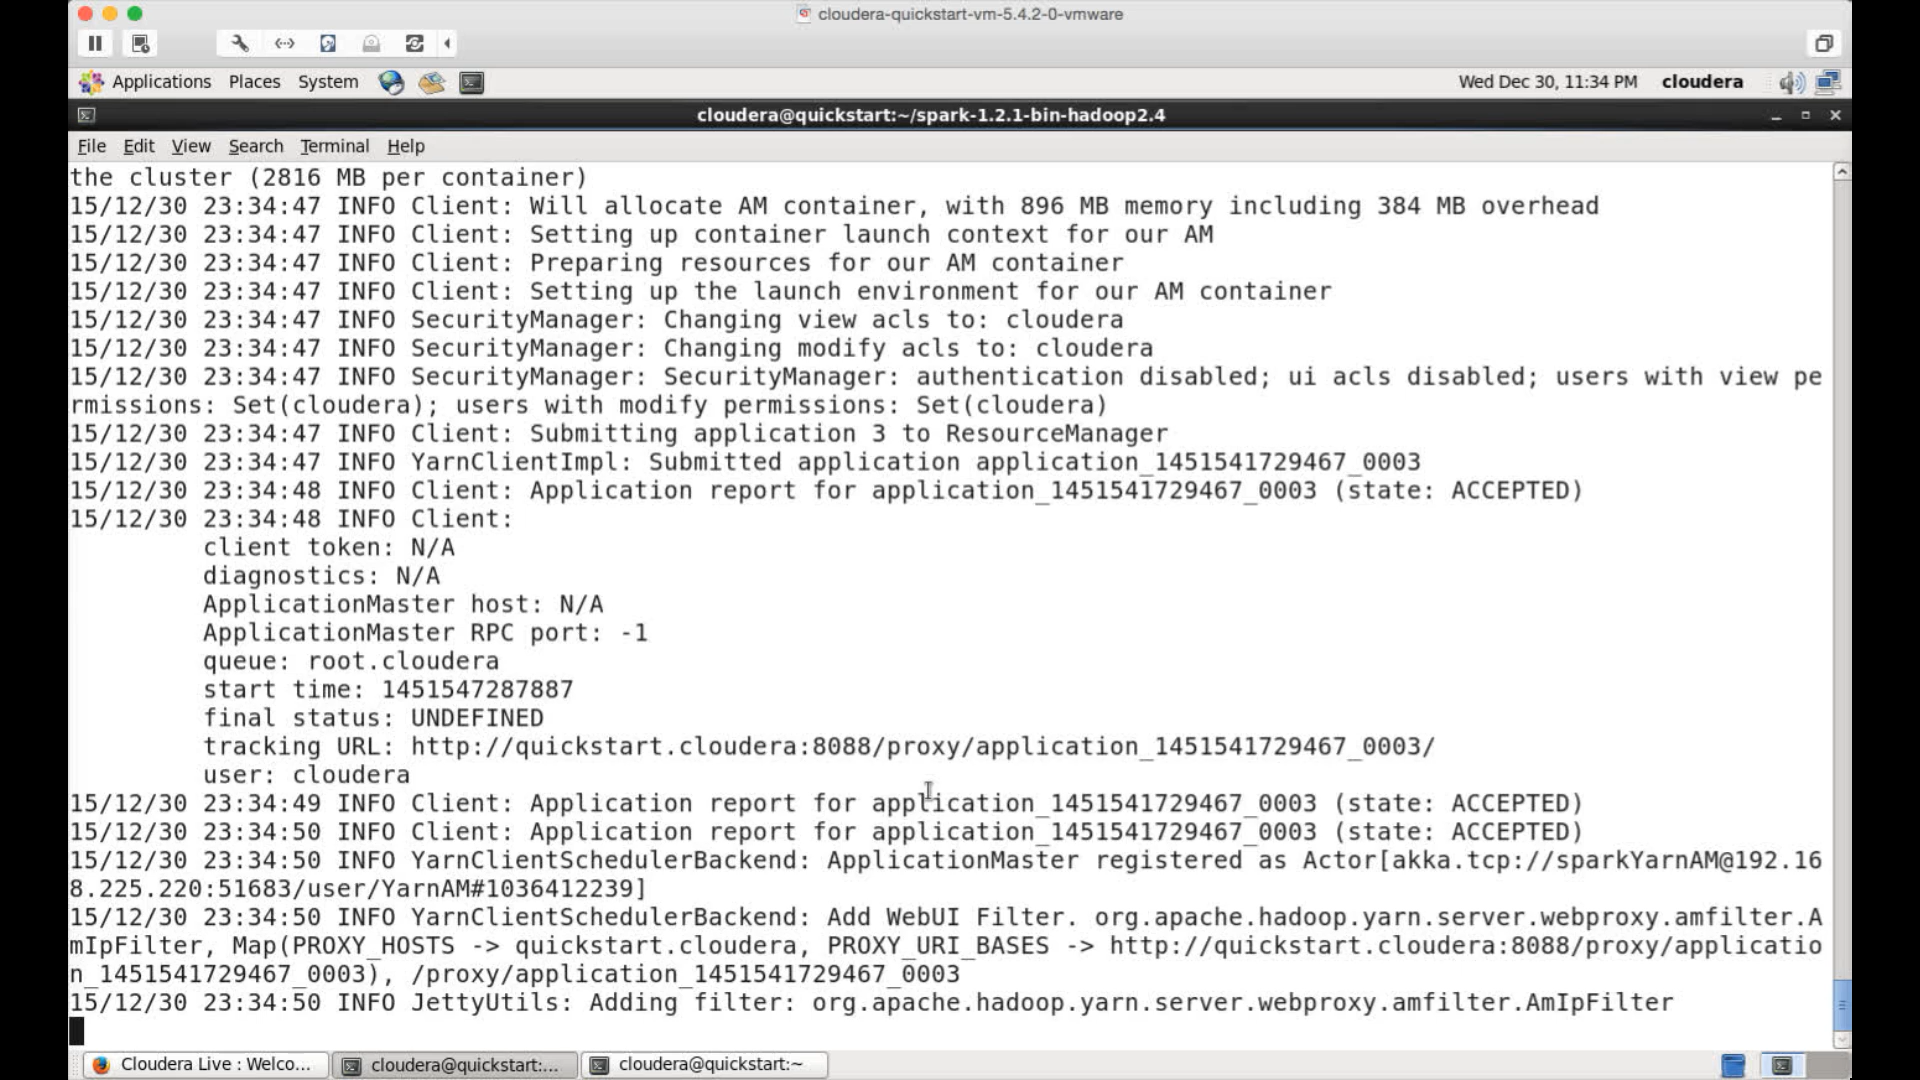 cloudera-quickstart-vm-5.4.2-0-vmware
Applications Places System Wed Dec 30, 11:34 PM cloudera
cloudera@quickstart:~/spark-1.2.1-bin-hadoop2.4
File Edit View Search Terminal Help
the cluster (2816 MB per container)
15/12/30 23:34:47 INFO Client: Will allocate AM container, with 896 MB memory including 384 MB overhead
15/12/30 23:34:47 INFO Client: Setting up container launch context for our AM
15/12/30 23:34:47 INFO Client: Preparing resources for our AM container
15/12/30 23:34:47 INFO Client: Setting up the launch environment for our AM container
15/12/30 23:34:47 INFO SecurityManager: Changing view acls to: cloudera
15/12/30 23:34:47 INFO SecurityManager: Changing modify acls to: cloudera
15/12/30 23:34:47 INFO SecurityManager: SecurityManager: authentication disabled; ui acls disabled; users with view pe
rmissions: Set(cloudera); users with modify permissions: Set(cloudera)
15/12/30 23:34:47 INFO Client: Submitting application 3 to ResourceManager
15/12/30 23:34:47 INFO YarnClientImpl: Submitted application application_1451541729467_0003
15/12/30 23:34:48 INFO Client: Application report for application_1451541729467_0003 (state: ACCEPTED)
15/12/30 23:34:48 INFO Client:
client token: N/A
diagnostics: N/A
ApplicationMaster host: N/A
ApplicationMaster RPC port: -1
queue: root.cloudera
start time: 1451547287887
final status: UNDEFINED
tracking URL: http://quickstart.cloudera:8088/proxy/application_1451541729467_0003/
user: cloudera
15/12/30 23:34:49 INFO Client: Application report for application_1451541729467_0003 (state: ACCEPTED)
15/12/30 23:34:50 INFO Client: Application report for application_1451541729467_0003 (state: ACCEPTED)
15/12/30 23:34:50 INFO YarnClientSchedulerBackend: ApplicationMaster registered as Actor[akka.tcp://sparkYarnAM@192.16
8.225.220:51683/user/YarnAM#1036412239]
15/12/30 23:34:50 INFO YarnClientSchedulerBackend: Add WebUI Filter. org.apache.hadoop.yarn.server.webproxy.amfilter.A
mIpFilter, Map(PROXY_HOSTS -> quickstart.cloudera, PROXY_URI_BASES -> http://quickstart.cloudera:8088/proxy/applicatio
n_1451541729467_0003), /proxy/application_1451541729467_0003
15/12/30 23:34:50 INFO JettyUtils: Adding filter: org.apache.hadoop.yarn.server.webproxy.amfilter.AmIpFilter
Cloudera Live : Welco... cloudera@quickstart:... cloudera@quickstart:~